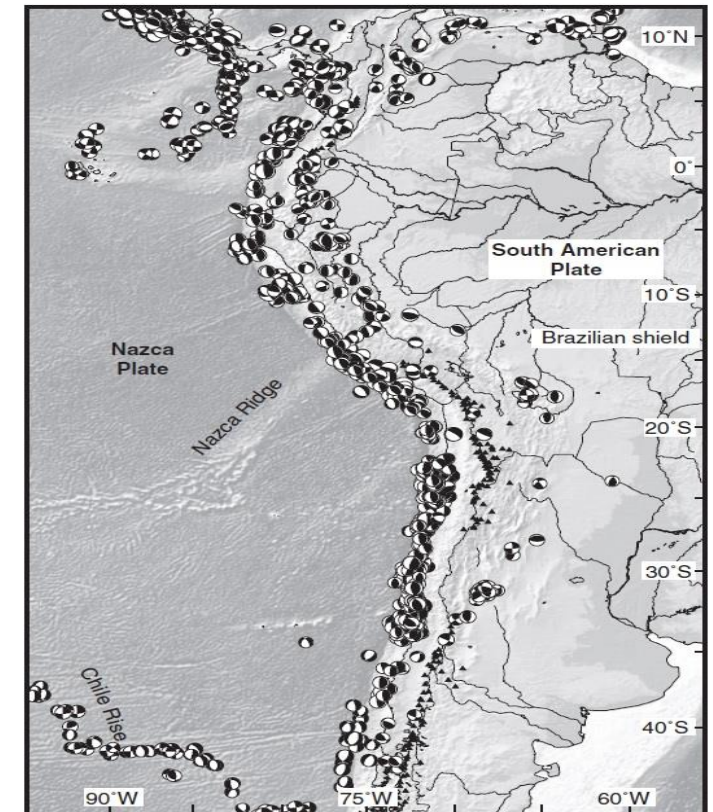 10˚N
0˚
South American
Plate
10˚S
Brazilian shield
Nazca
Plate
Nazca Ridge
20˚S
30˚S
Chile Rise
40˚S
90˚W
75˚W
60˚W